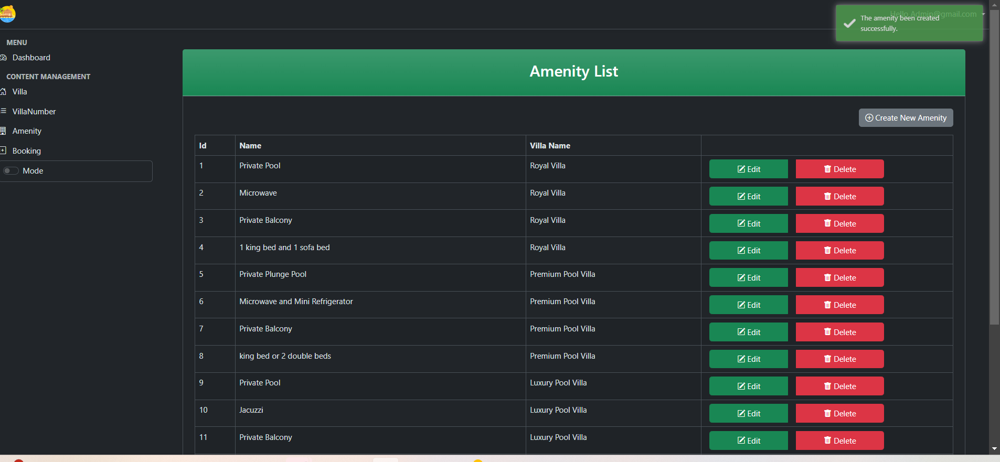 Hello Admin@gmail.com
The amenity been created
successfully.
MENU
Dashboard
CONTENT MANAGEMENT
Villa
VillaNumber
Amenity
Booking
Mode
Amenity List
Create New Amenity
Id Name Villa Name
1 Private Pool Royal Villa Edit Delete
2 Microwave Royal Villa Edit Delete
3 Private Balcony Royal Villa Edit Delete
4 1 king bed and 1 sofa bed Royal Villa Edit Delete
5 Private Plunge Pool Premium Pool Villa Edit Delete
6 Microwave and Mini Refrigerator Premium Pool Villa Edit Delete
7 Private Balcony Premium Pool Villa Edit Delete
8 king bed or 2 double beds Premium Pool Villa Edit Delete
9 Private Pool Luxury Pool Villa Edit Delete
10 Jacuzzi Luxury Pool Villa Edit Delete
11 Private Balcony Luxury Pool Villa Edit Delete